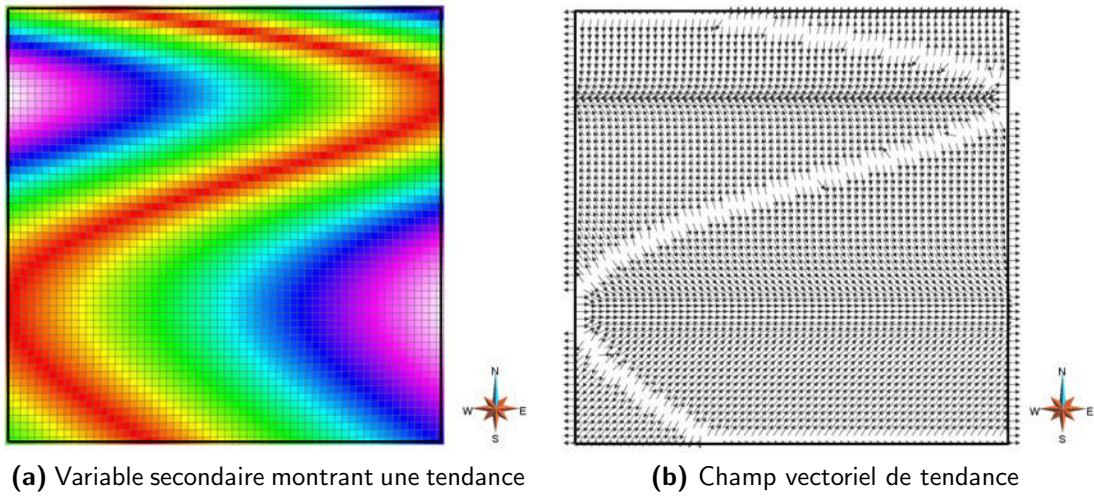 N
W E
S
N
W E
S
(a) Variable secondaire montrant une tendance
(b) Champ vectoriel de tendance